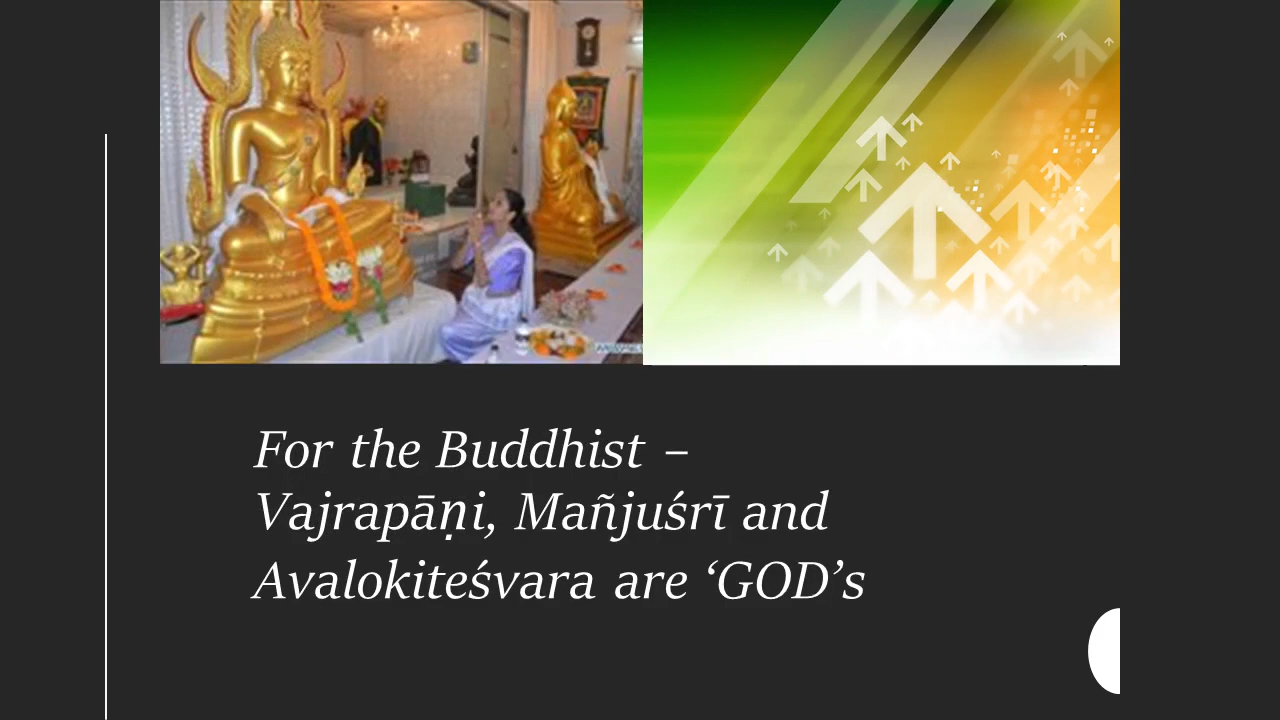 For the Buddhist –
Vajrapāṇi, Mañjuśrī and
Avalokiteśvara are ‘GOD’s